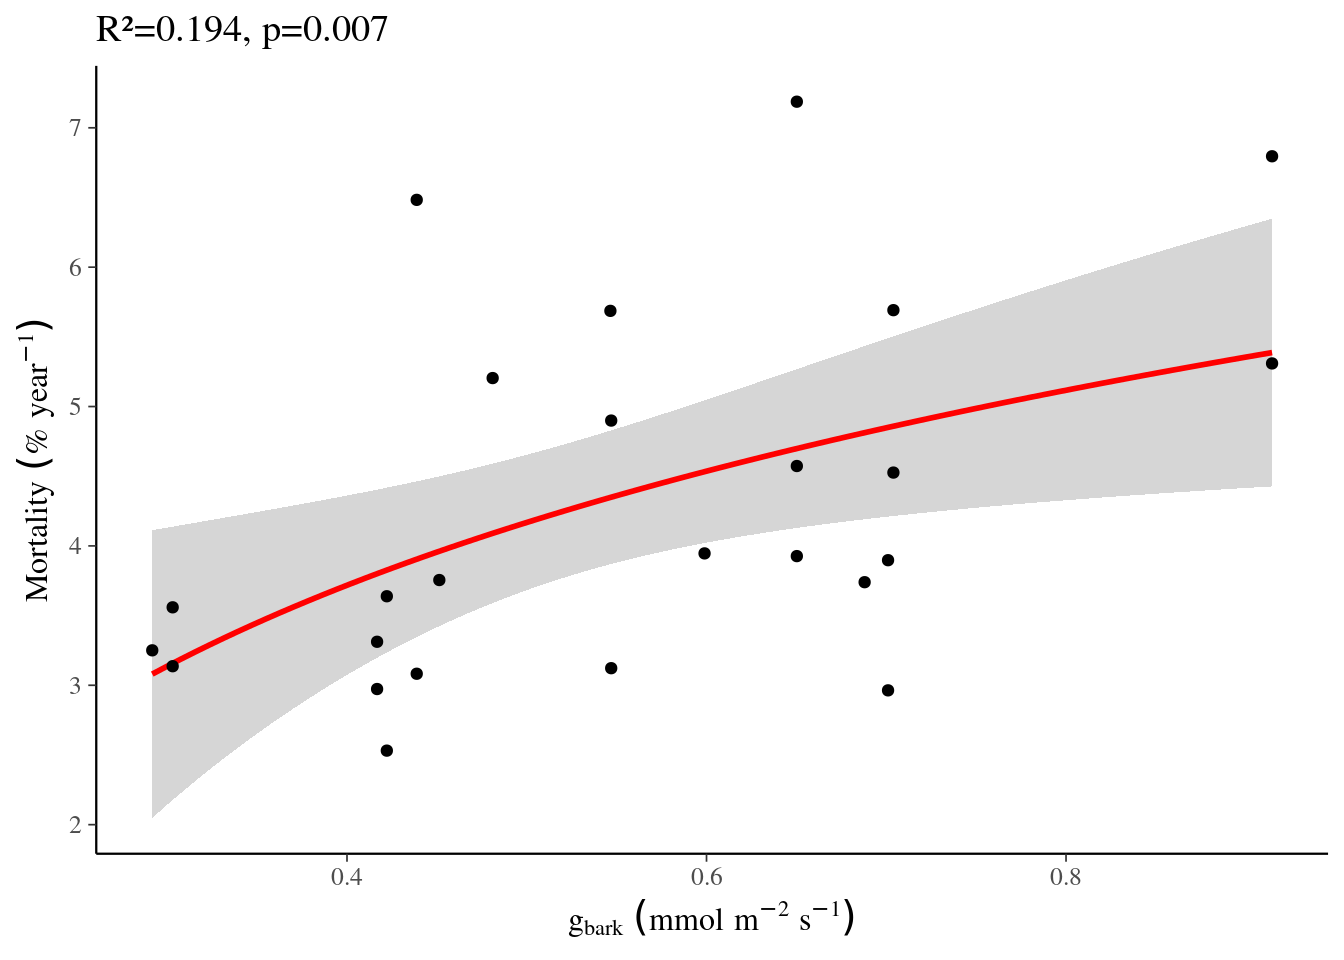 R²=0.194, p=0.007
7
6
5
4
3
2
Mortality (% year⁻¹)
0.4 0.6 0.8
g_bark (mmol m⁻² s⁻¹)